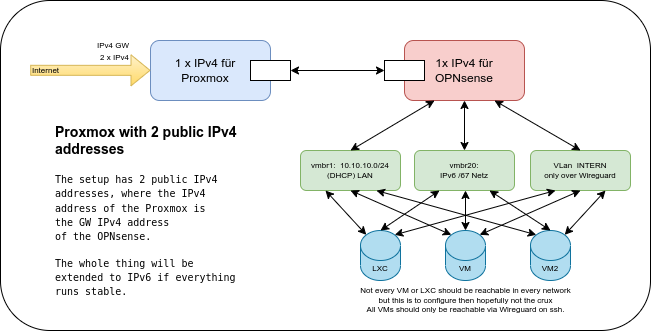 IPv4 GW
2 x IPv4
Internet
1 x IPv4 für
Proxmox
1x IPv4 für
OPNsense
Proxmox with 2 public IPv4
addresses
The setup has 2 public IPv4
addresses, where the IPv4
address of the Proxmox is
the GW IPv4 address
of the OPNsense.
The whole thing will be
extended to IPv6 if everything
runs stable.
vmbr1: 10.10.10.0/24
(DHCP) LAN
vmbr20:
IPv6 /67 Netz
VLan INTERN
only over Wireguard
LXC
VM
VM2
Not every VM or LXC should be reachable in every network
but this is to configure then hopefully not the crux
All VMs should only be reachable via Wireguard on ssh.